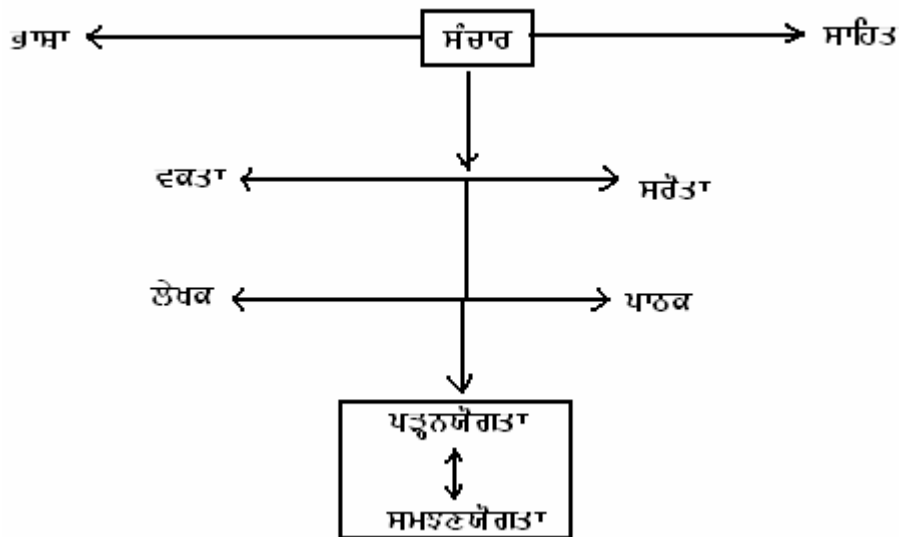 ਭਾਸ਼ਾ ਸੰਚਾਰ ਸਾਹਿਤ
ਵਕਤਾ ਸਰੋਤਾ
ਲੇਖਕ ਪਾਠਕ
ਪੜ੍ਹਨਯੋਗਤਾ
ਸਮਝਣਯੋਗਤਾ